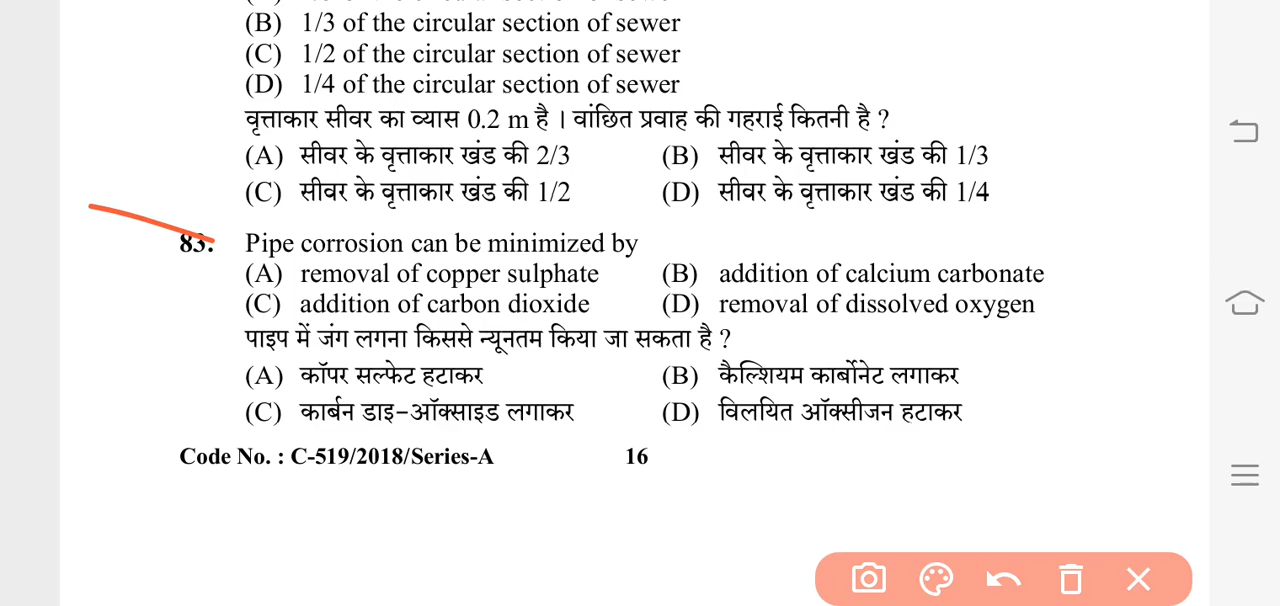 (B) 1/3 of the circular section of sewer
(C) 1/2 of the circular section of sewer
(D) 1/4 of the circular section of sewer
वृत्ताकार सीवर का व्यास 0.2 m है । वांछित प्रवाह की गहराई कितनी है ?
(A) सीवर के वृत्ताकार खंड की 2/3 (B) सीवर के वृत्ताकार खंड की 1/3
(C) सीवर के वृत्ताकार खंड की 1/2 (D) सीवर के वृत्ताकार खंड की 1/4
83. Pipe corrosion can be minimized by
(A) removal of copper sulphate (B) addition of calcium carbonate
(C) addition of carbon dioxide (D) removal of dissolved oxygen
पाइप में जंग लगना किससे न्यूनतम किया जा सकता है ?
(A) कॉपर सल्फेट हटाकर (B) कैल्शियम कार्बोनेट लगाकर
(C) कार्बन डाइ-ऑक्साइड लगाकर (D) विलयित ऑक्सीजन हटाकर
Code No. : C-519/2018/Series-A 16